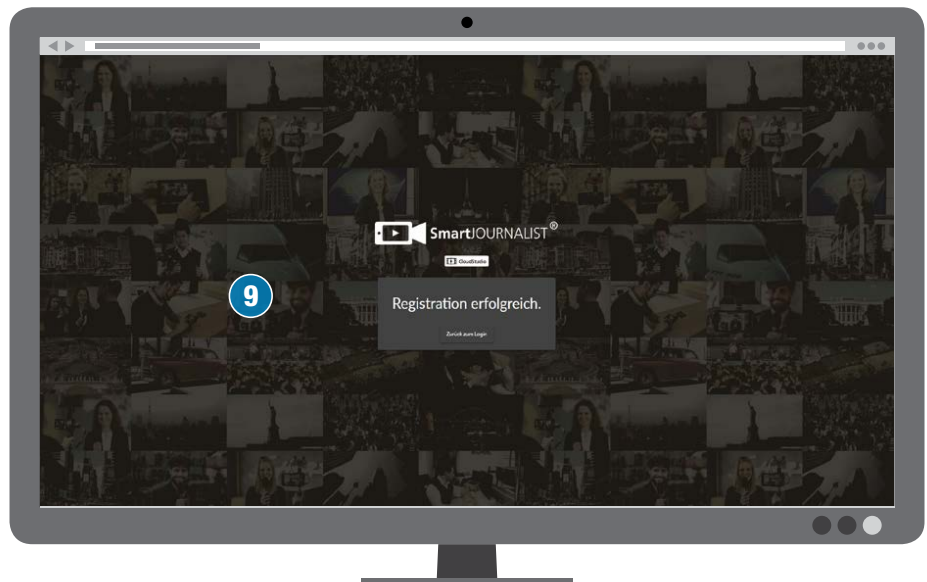 SmartJOURNALIST®
CloudStudio
9
Registration erfolgreich.
Zurück zum Login